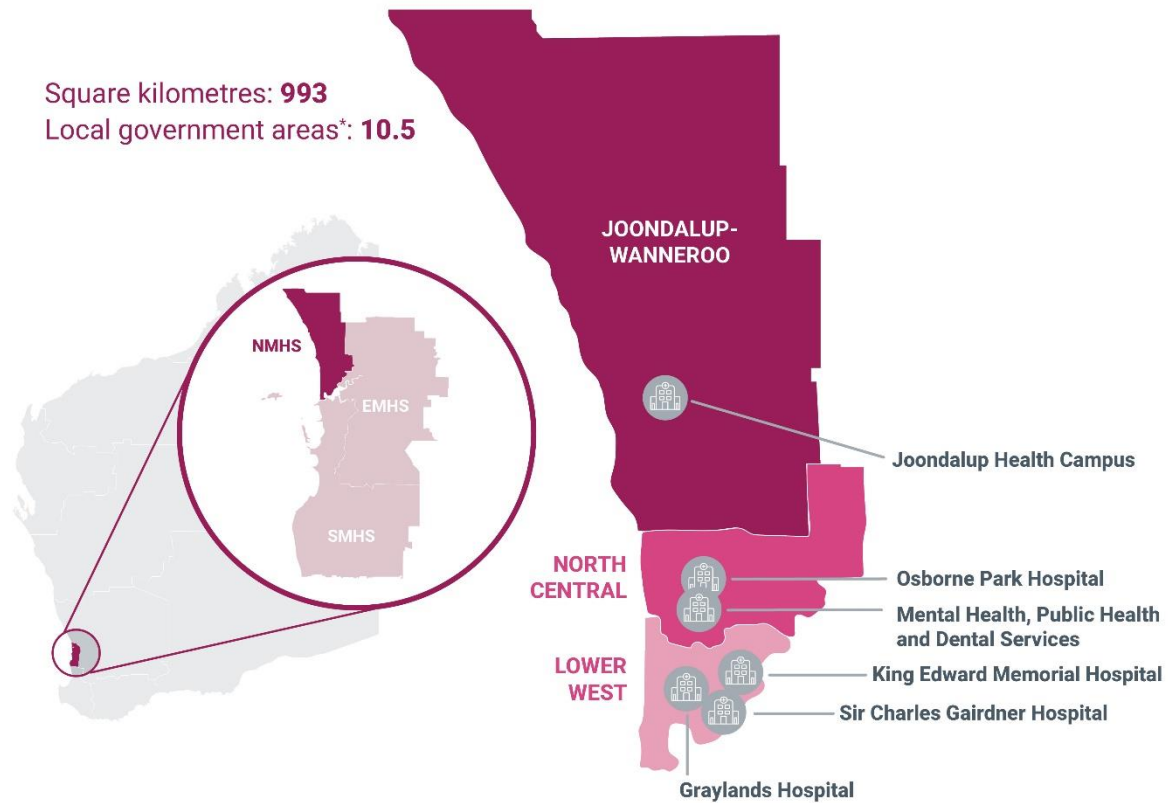 Square kilometres: 993
Local government areas*: 10.5
JOONDALUP-
WANNEROO
NMHS
EMHS
SMHS
Joondalup Health Campus
NORTH
CENTRAL
Osborne Park Hospital
Mental Health, Public Health
and Dental Services
LOWER
WEST
King Edward Memorial Hospital
Sir Charles Gairdner Hospital
Graylands Hospital